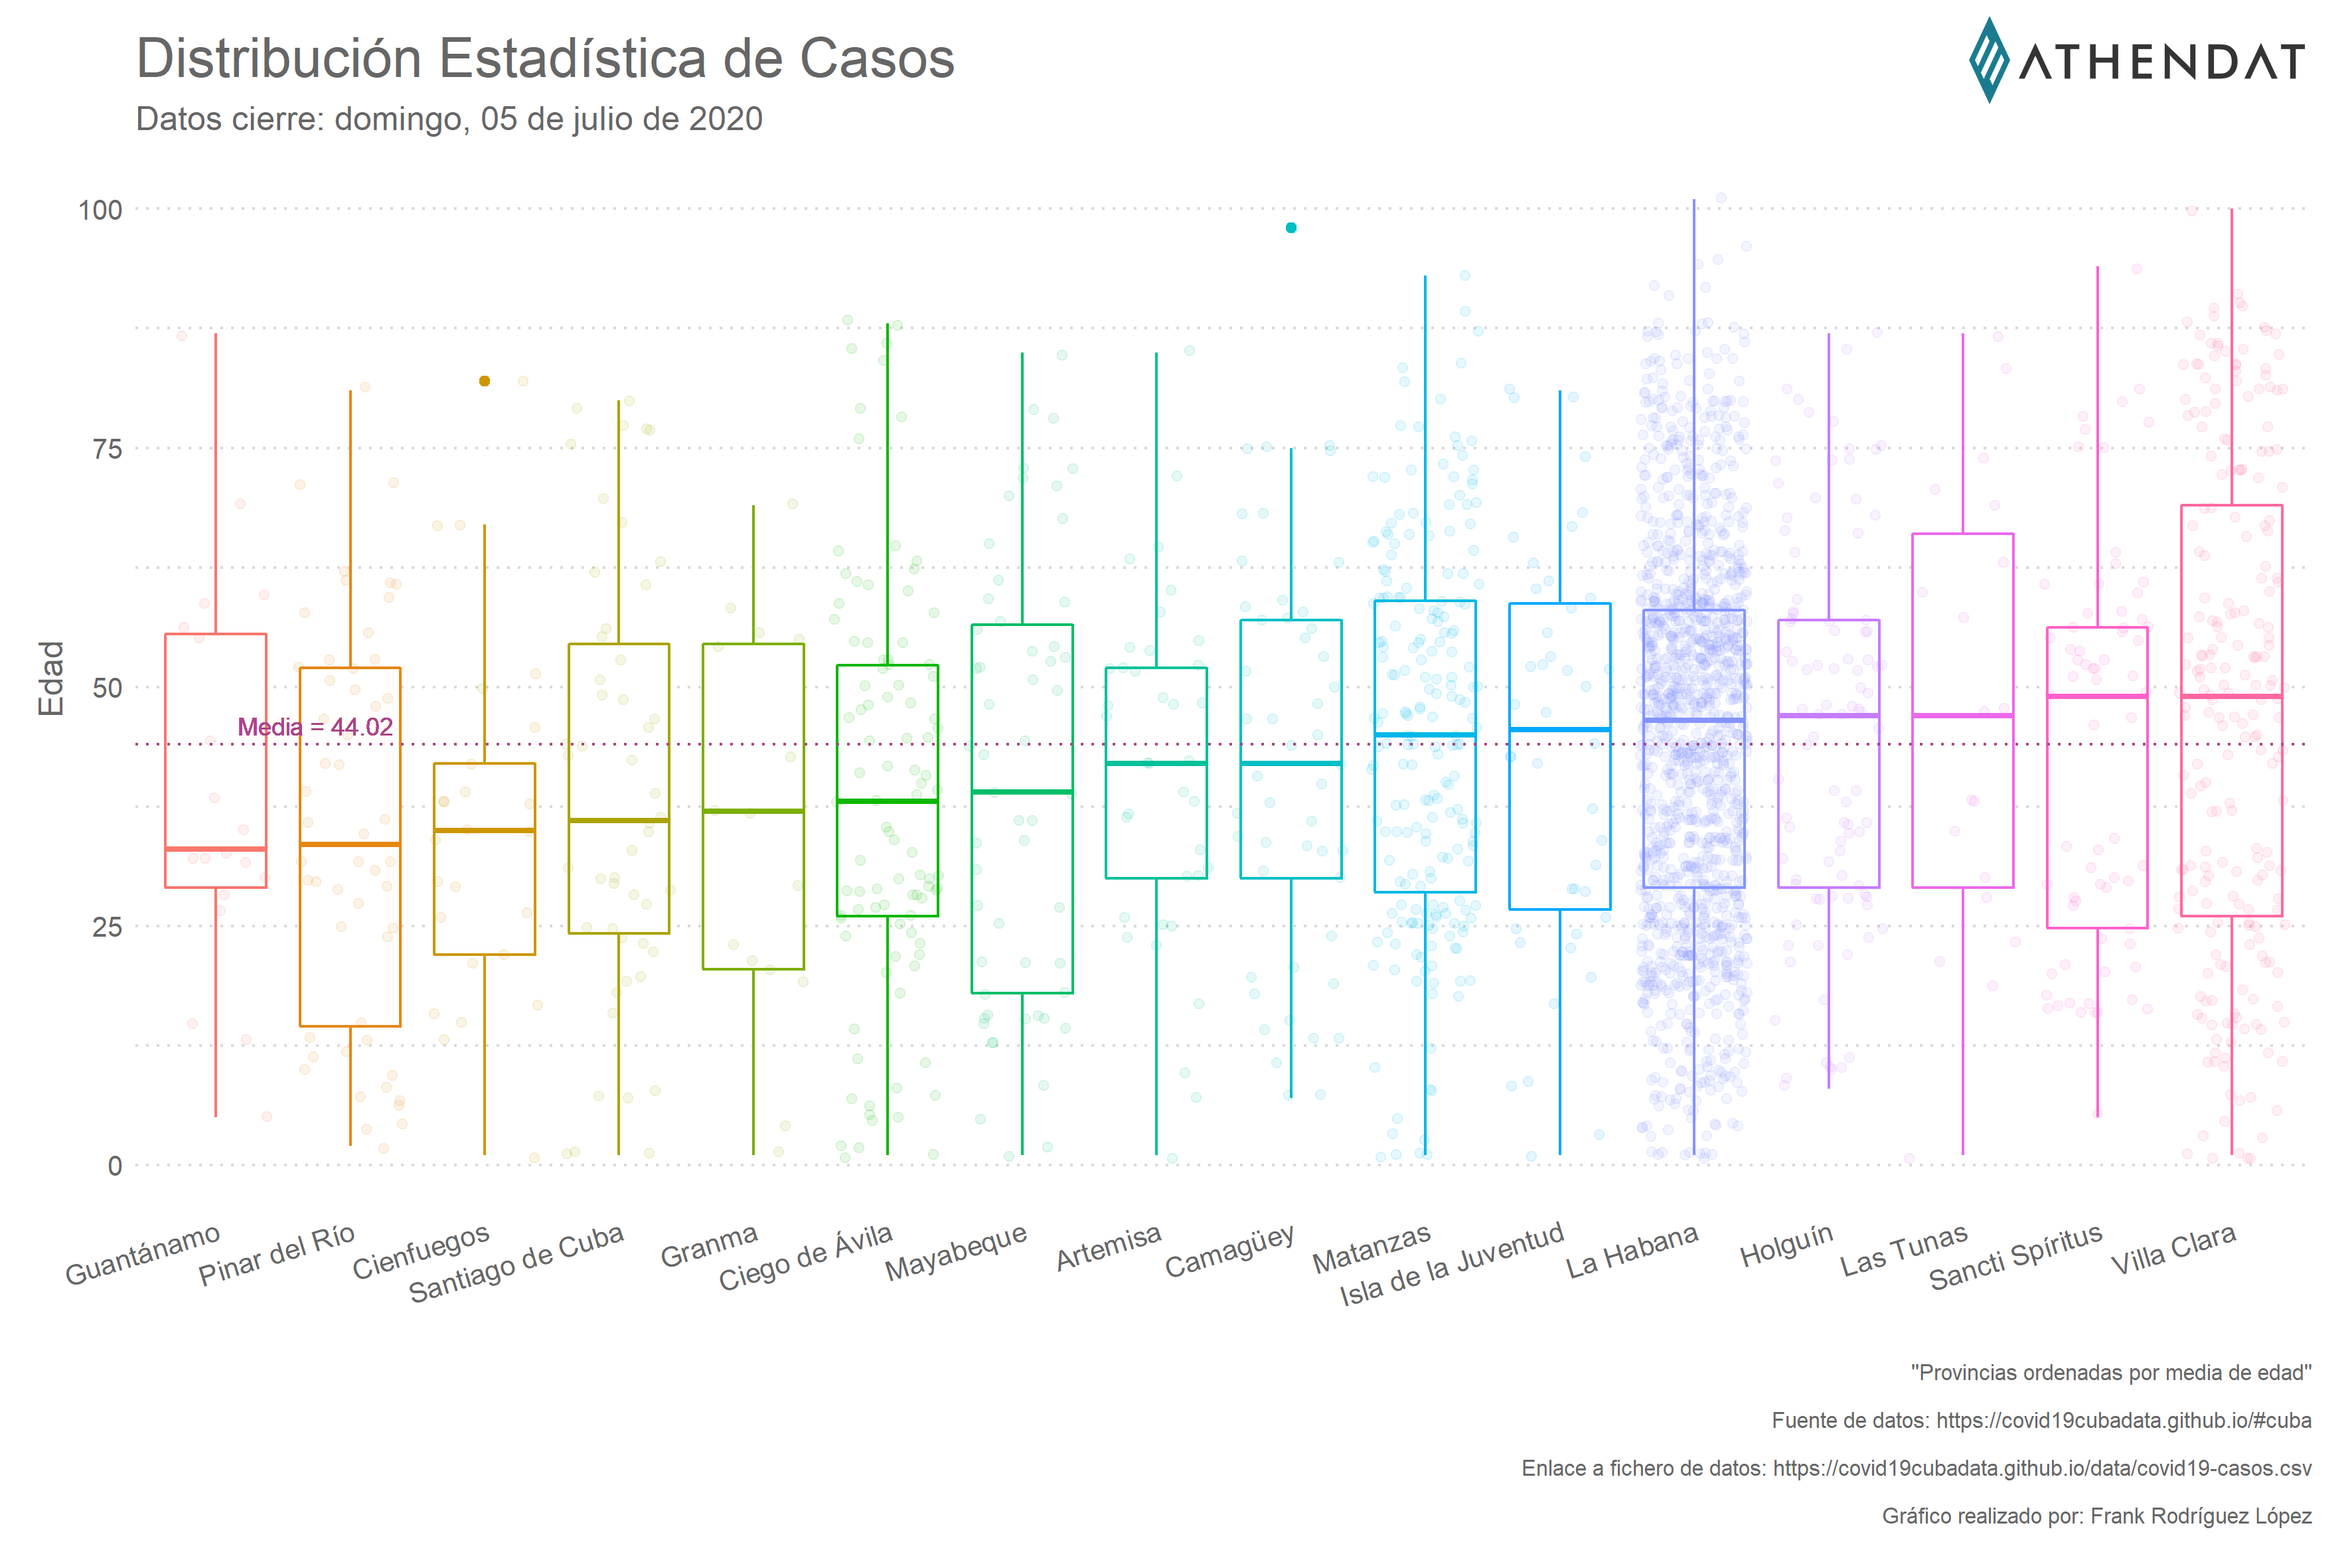 Distribución Estadística de Casos
ATHENDAT
Datos cierre: domingo, 05 de julio de 2020
100
75
50
25
0
Edad
Media = 44.02
Guantánamo
Pinar del Río
Cienfuegos
Santiago de Cuba
Granma
Ciego de Ávila
Mayabeque
Artemisa
Camagüey
Matanzas
Isla de la Juventud
La Habana
Holguín
Las Tunas
Sancti Spíritus
Villa Clara
"Provincias ordenadas por media de edad"
Fuente de datos: https://covid19cubadata.github.io/#cuba
Enlace a fichero de datos: https://covid19cubadata.github.io/data/covid19-casos.csv
Gráfico realizado por: Frank Rodríguez López